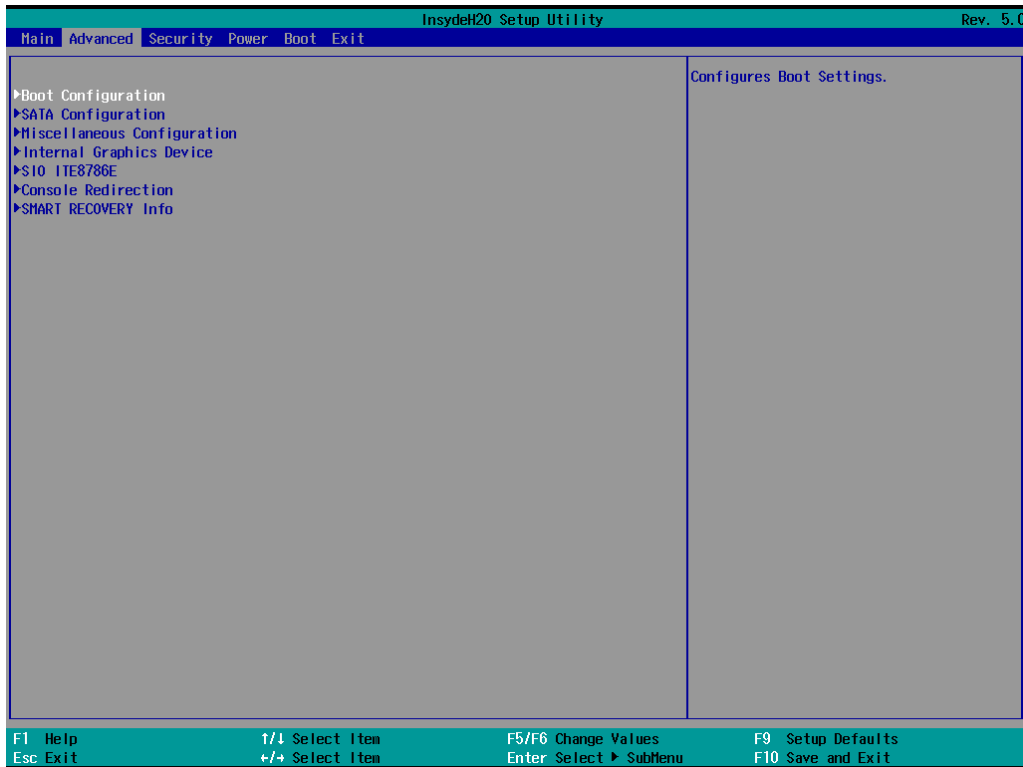 InsydeH20 Setup Utility Rev. 5.0
Main Advanced Security Power Boot Exit
Configures Boot Settings.
▶Boot Configuration
▶SATA Configuration
▶Miscellaneous Configuration
▶Internal Graphics Device
▶SIO ITE8786E
▶Console Redirection
▶SMART RECOVERY Info
F1 Help ↑/↓ Select Item F5/F6 Change Values F9 Setup Defaults
Esc Exit ←/→ Select Item Enter Select ▶ SubMenu F10 Save and Exit